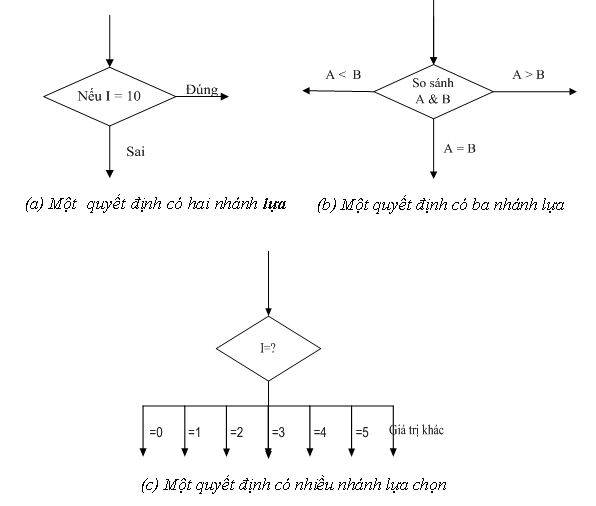 Nếu I = 10
Đúng
Sai
(a) Một quyết định có hai nhánh lựa
A < B
So sánh
A & B
A > B
A = B
(b) Một quyết định có ba nhánh lựa
I=?
=0 =1 =2 =3 =4 =5 Giá trị khác
(c) Một quyết định có nhiều nhánh lựa chọn